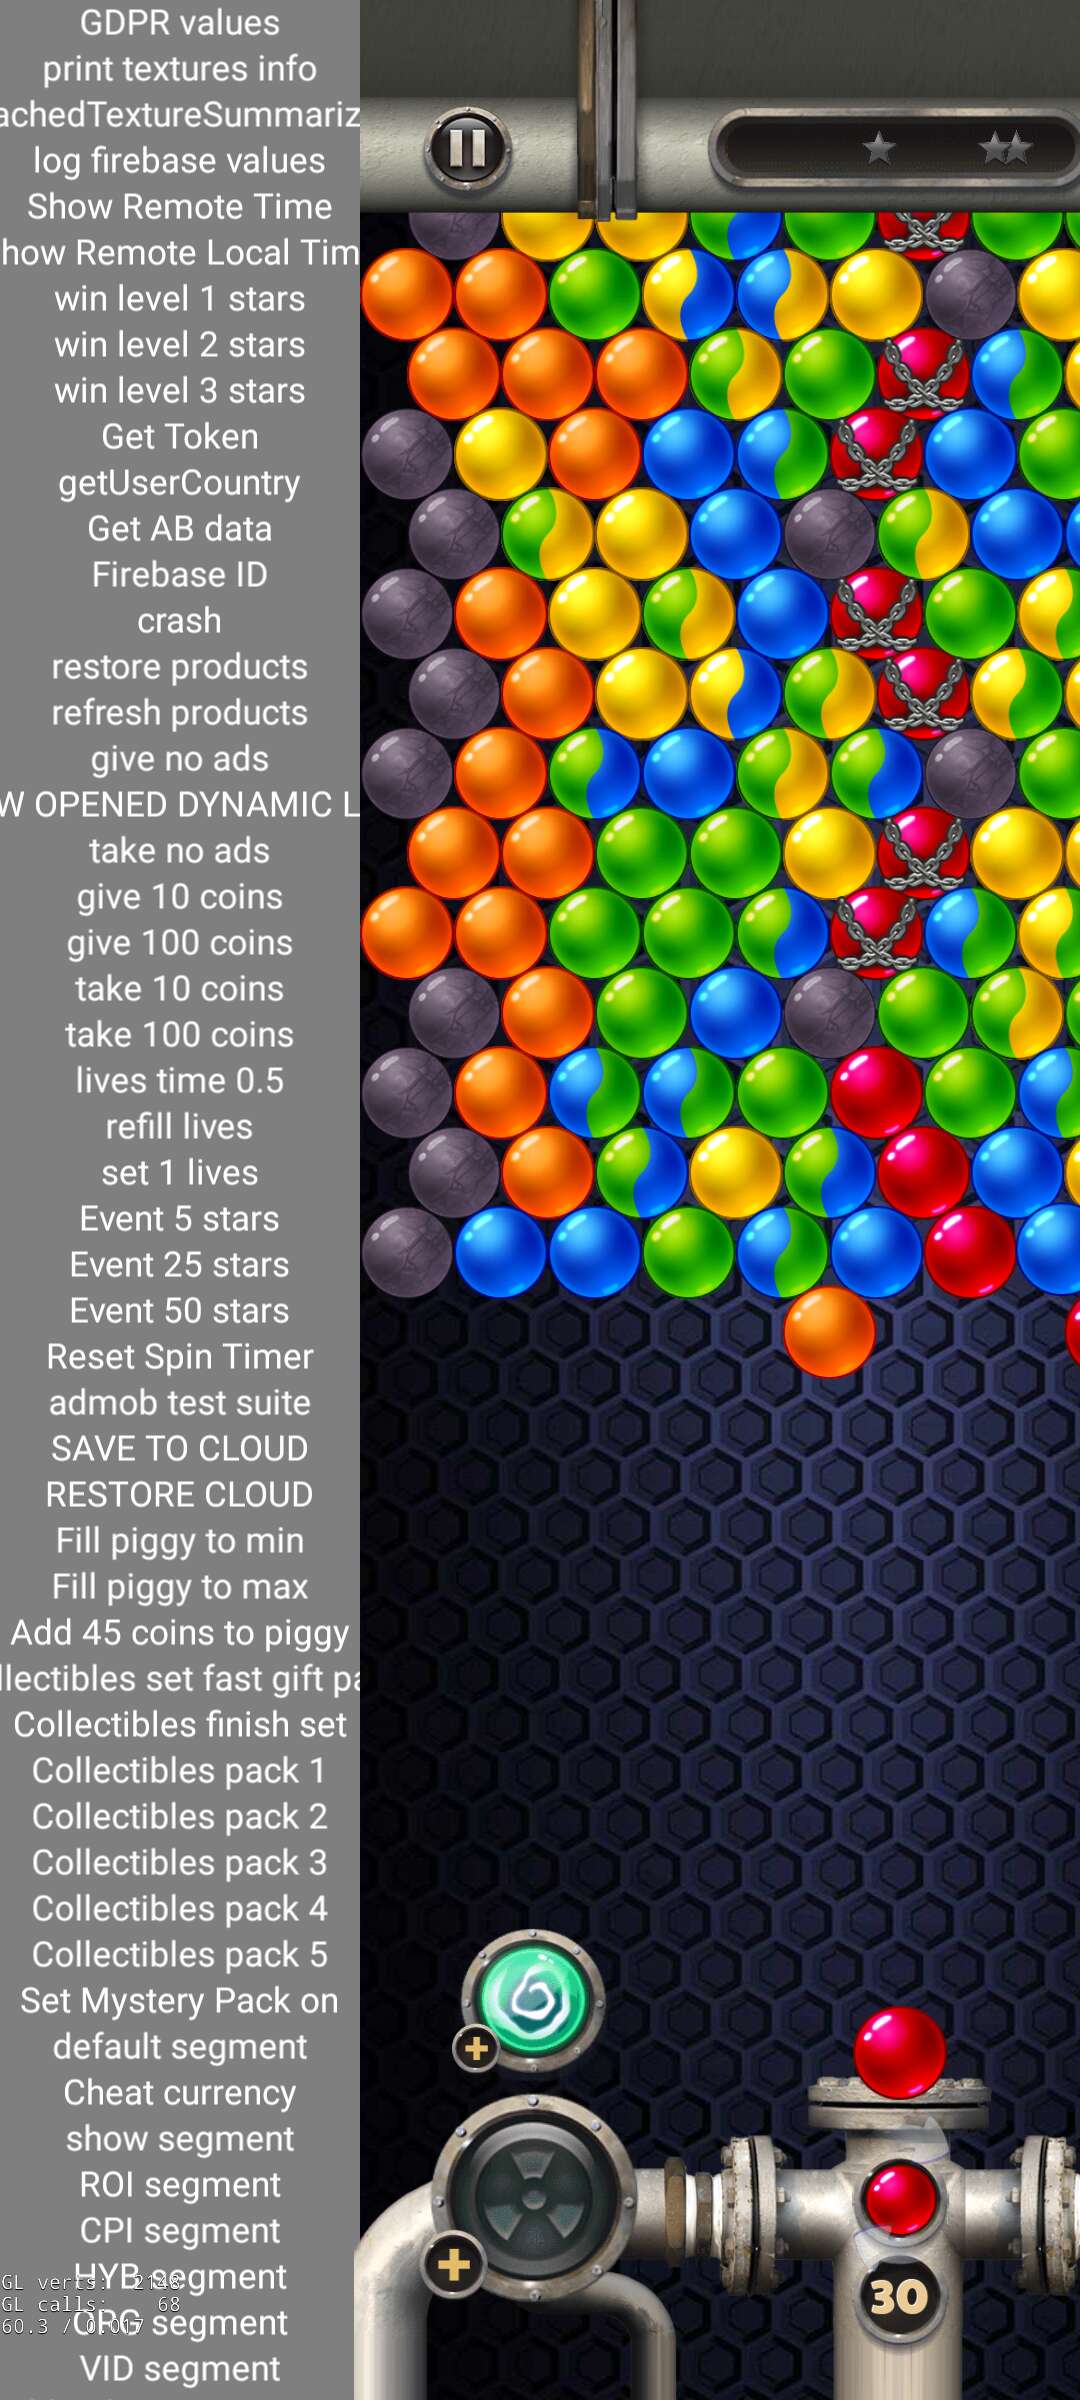 GDPR values
print textures info
achedTextureSummariz
log firebase values
Show Remote Time
how Remote Local Tim
win level 1 stars
win level 2 stars
win level 3 stars
Get Token
getUserCountry
Get AB data
Firebase ID
crash
restore products
refresh products
give no ads
W OPENED DYNAMIC L
take no ads
give 10 coins
give 100 coins
take 10 coins
take 100 coins
lives time 0.5
refill lives
set 1 lives
Event 5 stars
Event 25 stars
Event 50 stars
Reset Spin Timer
admob test suite
SAVE TO CLOUD
RESTORE CLOUD
Fill piggy to min
Fill piggy to max
Add 45 coins to piggy
llectibles set fast gift pa
Collectibles finish set
Collectibles pack 1
Collectibles pack 2
Collectibles pack 3
Collectibles pack 4
Collectibles pack 5
Set Mystery Pack on
default segment
Cheat currency
show segment
ROI segment
CPI segment
HYB segment
GL verts: 2148
GL calls: 68
ORG segment
60.3 / 0.017
VID segment
30